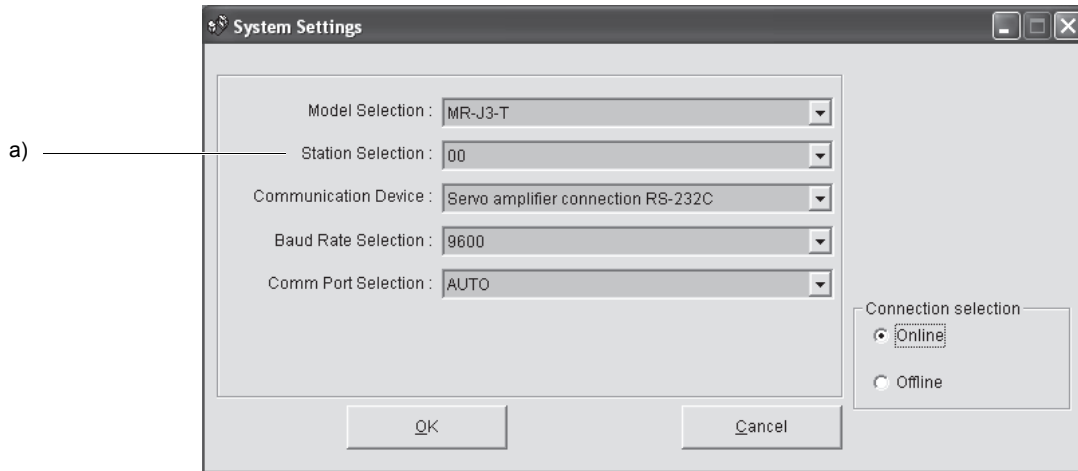 System Settings
Model Selection : MR-J3-T
a)
Station Selection : 00
Communication Device : Servo amplifier connection RS-232C
Baud Rate Selection : 9600
Comm Port Selection : AUTO
Connection selection
Online
Offline
OK
Cancel